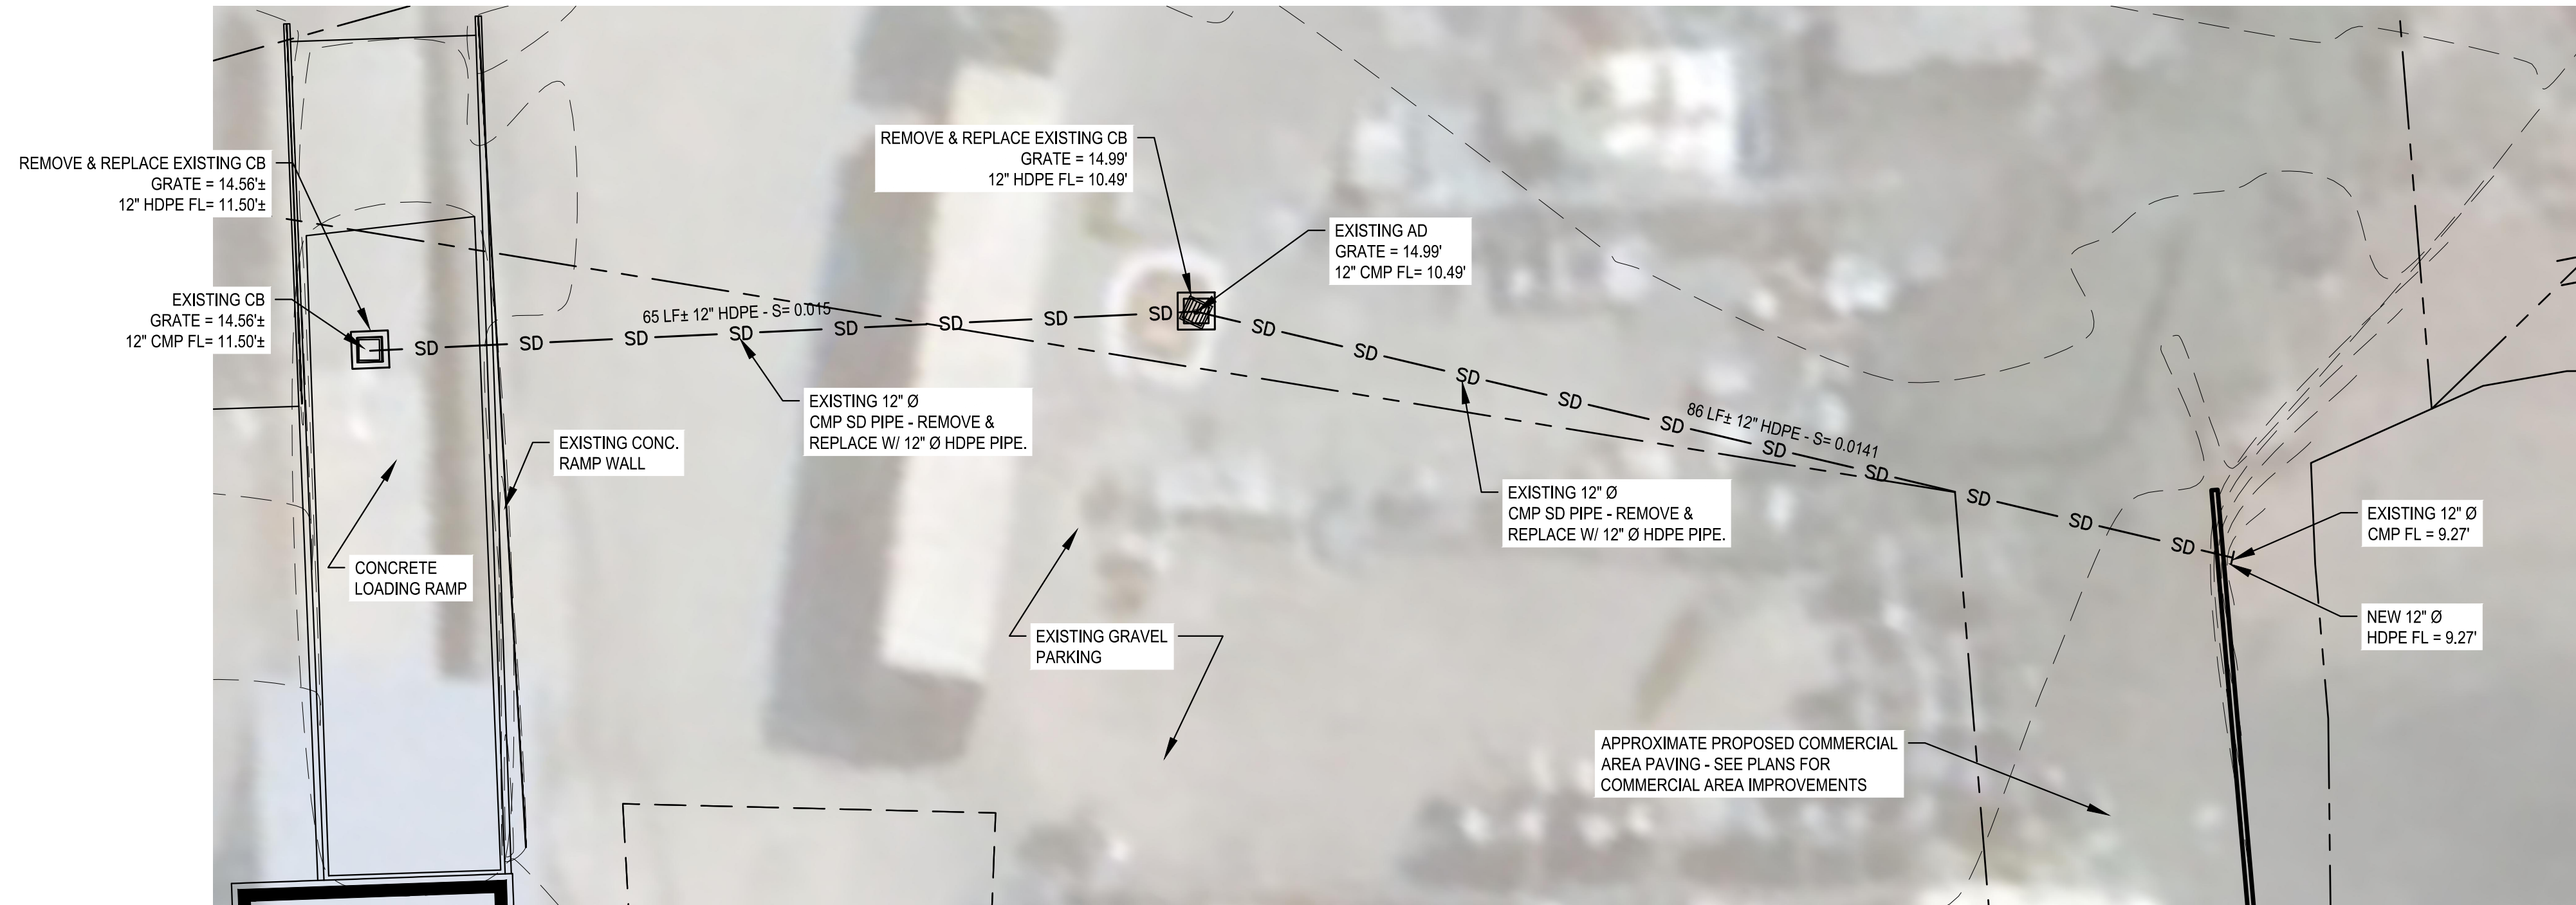 REMOVE & REPLACE EXISTING CB
GRATE = 14.56'±
12" HDPE FL= 11.50'±
EXISTING CB
GRATE = 14.56'±
12" CMP FL= 11.50'±
CONCRETE
LOADING RAMP
EXISTING CONC.
RAMP WALL
65 LF± 12" HDPE - S= 0.015
SD
SD
SD
SD
SD
SD
SD
SD
EXISTING 12" Ø
CMP SD PIPE - REMOVE &
REPLACE W/ 12" Ø HDPE PIPE.
REMOVE & REPLACE EXISTING CB
GRATE = 14.99'
12" HDPE FL= 10.49'
EXISTING AD
GRATE = 14.99'
12" CMP FL= 10.49'
SD
SD
SD
SD
SD
SD
SD
SD
SD
SD
86 LF± 12" HDPE - S= 0.0141
EXISTING 12" Ø
CMP SD PIPE - REMOVE &
REPLACE W/ 12" Ø HDPE PIPE.
EXISTING GRAVEL
PARKING
EXISTING 12" Ø
CMP FL = 9.27'
NEW 12" Ø
HDPE FL = 9.27'
APPROXIMATE PROPOSED COMMERCIAL
AREA PAVING - SEE PLANS FOR
COMMERCIAL AREA IMPROVEMENTS